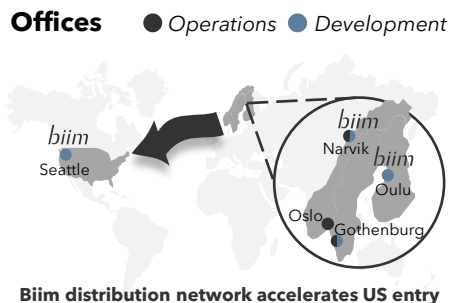 Offices
Operations
Development
biim
Seattle
biim
Narvik
biim
Oulu
Oslo
Gothenburg
Biim distribution network accelerates US entry